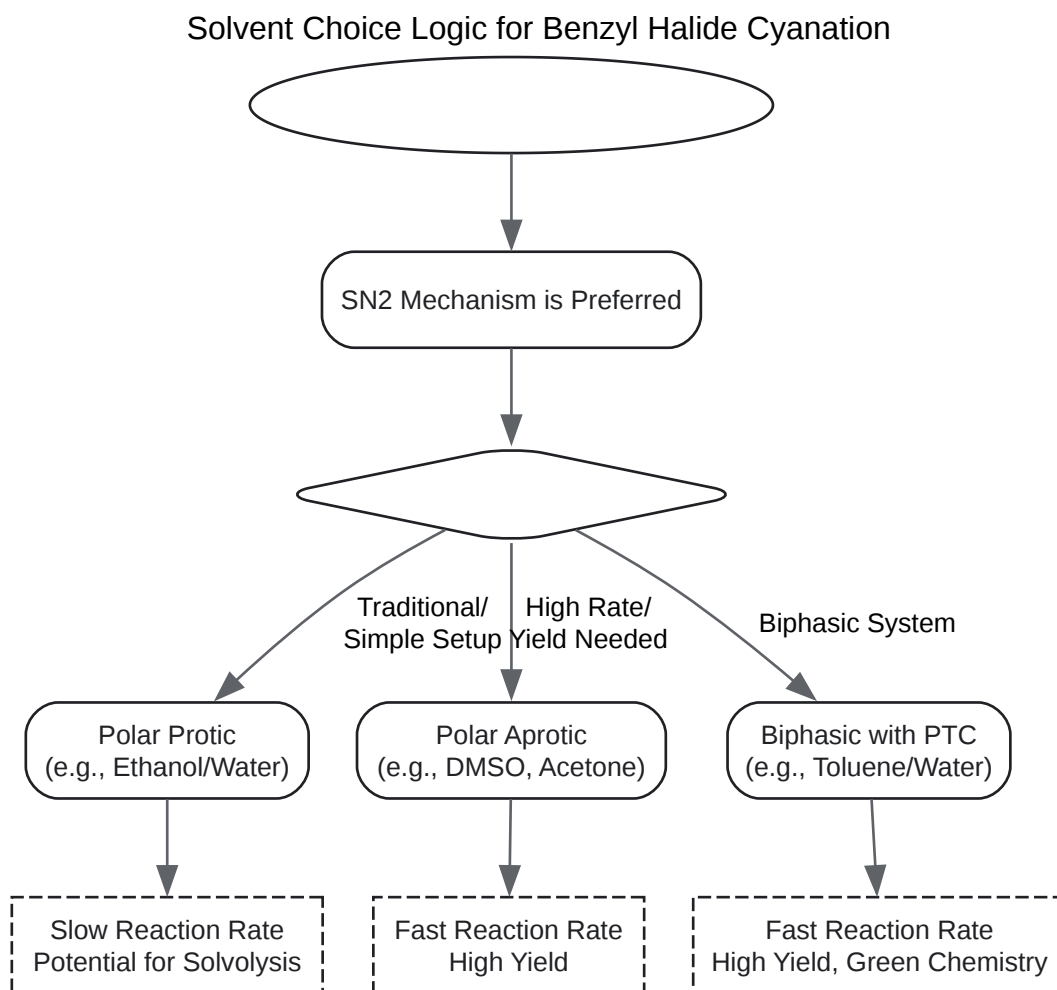 Solvent Choice Logic for Benzyl Halide Cyanation
SN2 Mechanism is Preferred
Traditional/
Simple Setup
High Rate/
Yield Needed
Biphasic System
Polar Protic
(e.g., Ethanol/Water)
Polar Aprotic
(e.g., DMSO, Acetone)
Biphasic with PTC
(e.g., Toluene/Water)
Slow Reaction Rate
Potential for Solvolysis
Fast Reaction Rate
High Yield
Fast Reaction Rate
High Yield, Green Chemistry